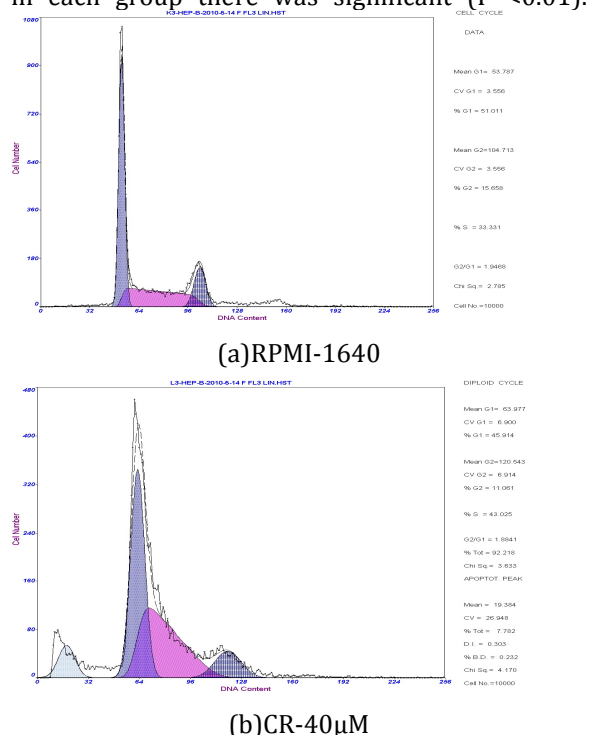 in each group there was significant (P <0.01).
K3-HEP-B-2010-5-14 F FL3 LIN.HST
CELL CYCLE
DATA
Mean G1= 53.787
CV G1 = 3.556
% G1 = 51.011
Mean G2=104.713
CV G2 = 3.556
% G2 = 15.658
% S = 33.331
G2/G1 = 1.9468
Chi Sq.= 2.785
Cell No.=10000
Cell Number
1080
900
720
540
360
180
0
0 32 64 96 128 160 192 224 256
DNA Content
(a)RPMI-1640
L3-HEP-B-2010-5-14 F FL3 LIN.HST
DIPLOID CYCLE
Mean G1= 63.977
CV G1 = 6.900
% G1 = 45.914
Mean G2=120.543
CV G2 = 6.914
% G2 = 11.061
% S = 43.025
G2/G1 = 1.8841
% Tot = 92.218
Chi Sq.= 3.633
APOPTOT. PEAK
Mean = 19.384
CV = 26.948
% Tot = 7.782
D.I. = 0.303
% B.D. = 0.232
Chi Sq.= 4.170
Cell No.=10000
Cell Number
480
400
320
240
160
80
0
0 32 64 96 128 160 192 224 256
DNA Content
(b)CR-40μM